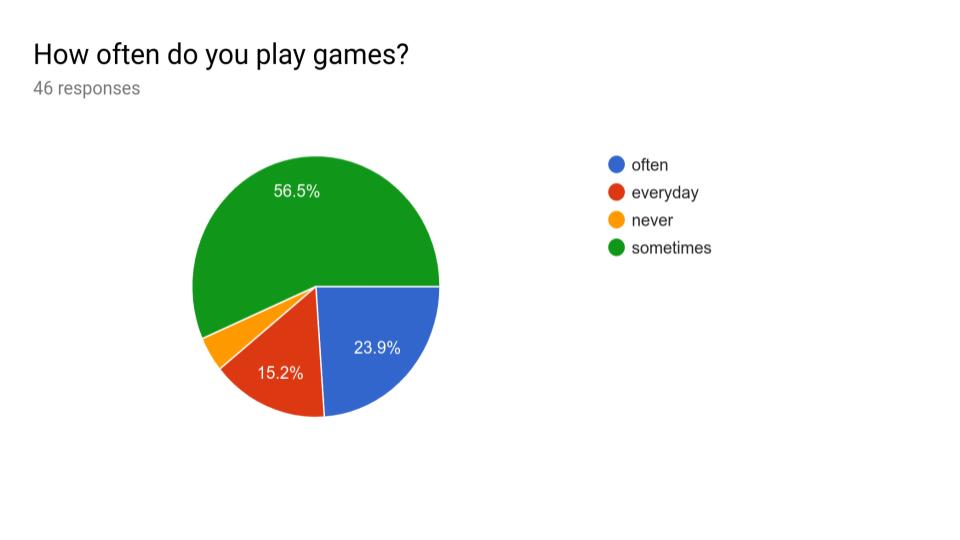 How often do you play games?
46 responses
56.5%
23.9%
15.2%
often
everyday
never
sometimes